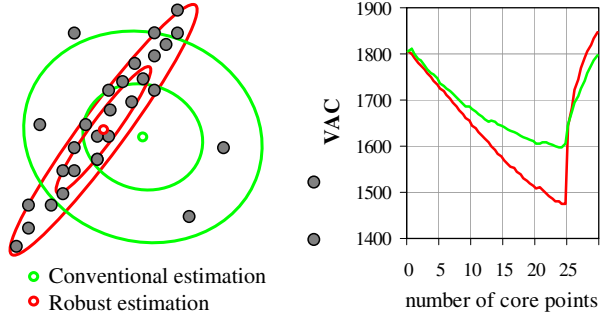 Conventional estimation
Robust estimation
VAC
1900
1800
1700
1600
1500
1400
0 5 10 15 20 25
number of core points